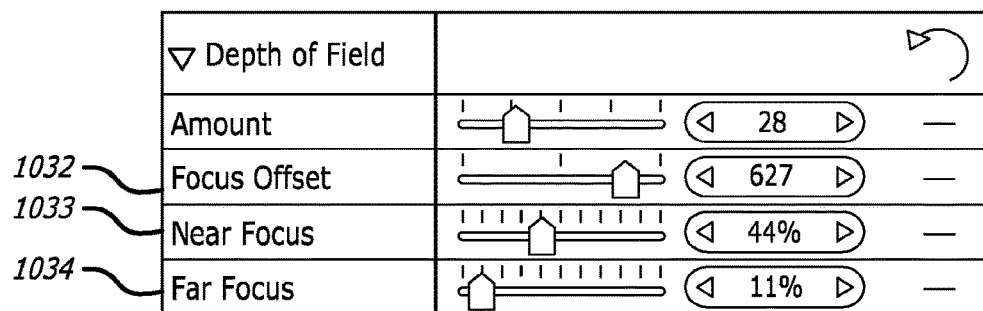 ▽ Depth of Field
Amount 28
1032 Focus Offset 627
1033 Near Focus 44%
1034 Far Focus 11%